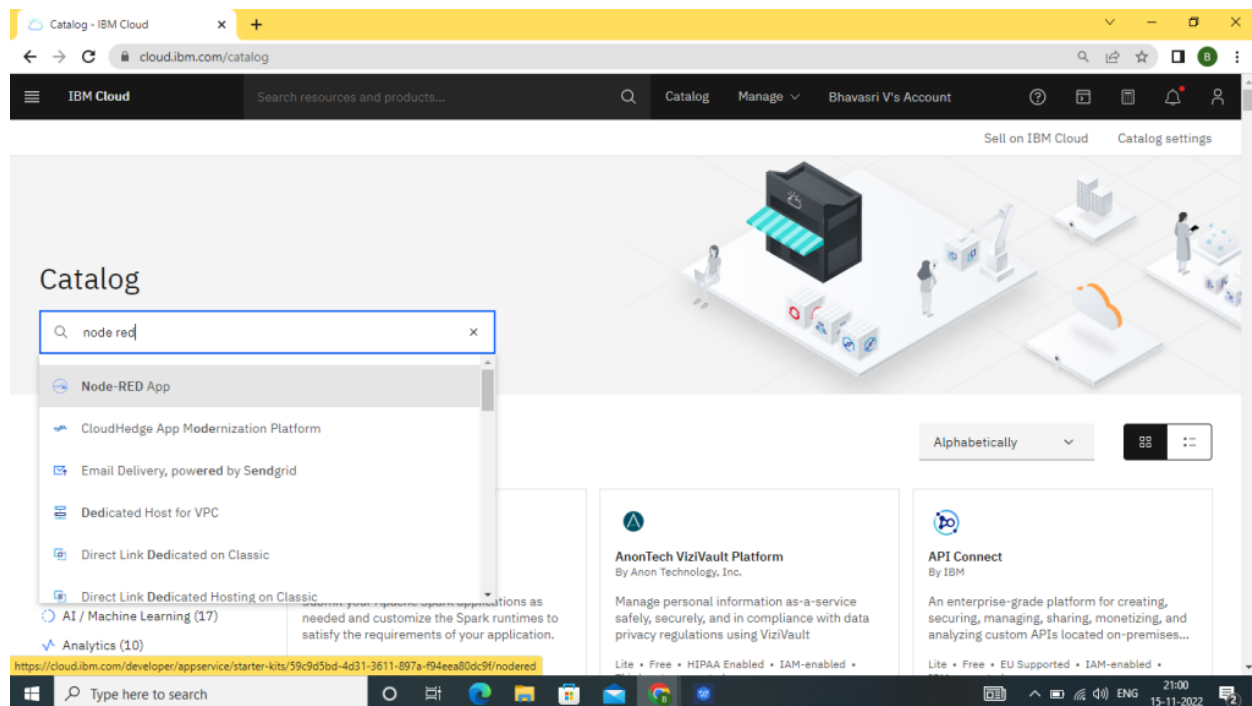 Catalog - IBM Cloud
cloud.ibm.com/catalog
B
IBM Cloud
Search resources and products...
Catalog
Manage
Bhavasri V's Account
Sell on IBM Cloud
Catalog settings
Catalog
node red
Node-RED App
CloudHedge App Modernization Platform
Email Delivery, powered by Sendgrid
Dedicated Host for VPC
Direct Link Dedicated on Classic
Direct Link Dedicated Hosting on Classic
AI / Machine Learning (17)
Analytics (10)
Alphabetically
Submit your Apache Spark applications as
needed and customize the Spark runtimes to
satisfy the requirements of your application.
AnonTech ViziVault Platform
By Anon Technology, Inc.
Manage personal information as-a-service
safely, securely, and in compliance with data
privacy regulations using ViziVault
Lite • Free • HIPAA Enabled • IAM-enabled •
API Connect
By IBM
An enterprise-grade platform for creating,
securing, managing, sharing, monetizing, and
analyzing custom APIs located on-premises...
Lite • Free • EU Supported • IAM-enabled •
https://cloud.ibm.com/developer/appservice/starter-kits/59c9d5bd-4d31-3611-897a-f94eea80dc9f/nodered
Type here to search
B
ENG
21:00
15-11-2022
2